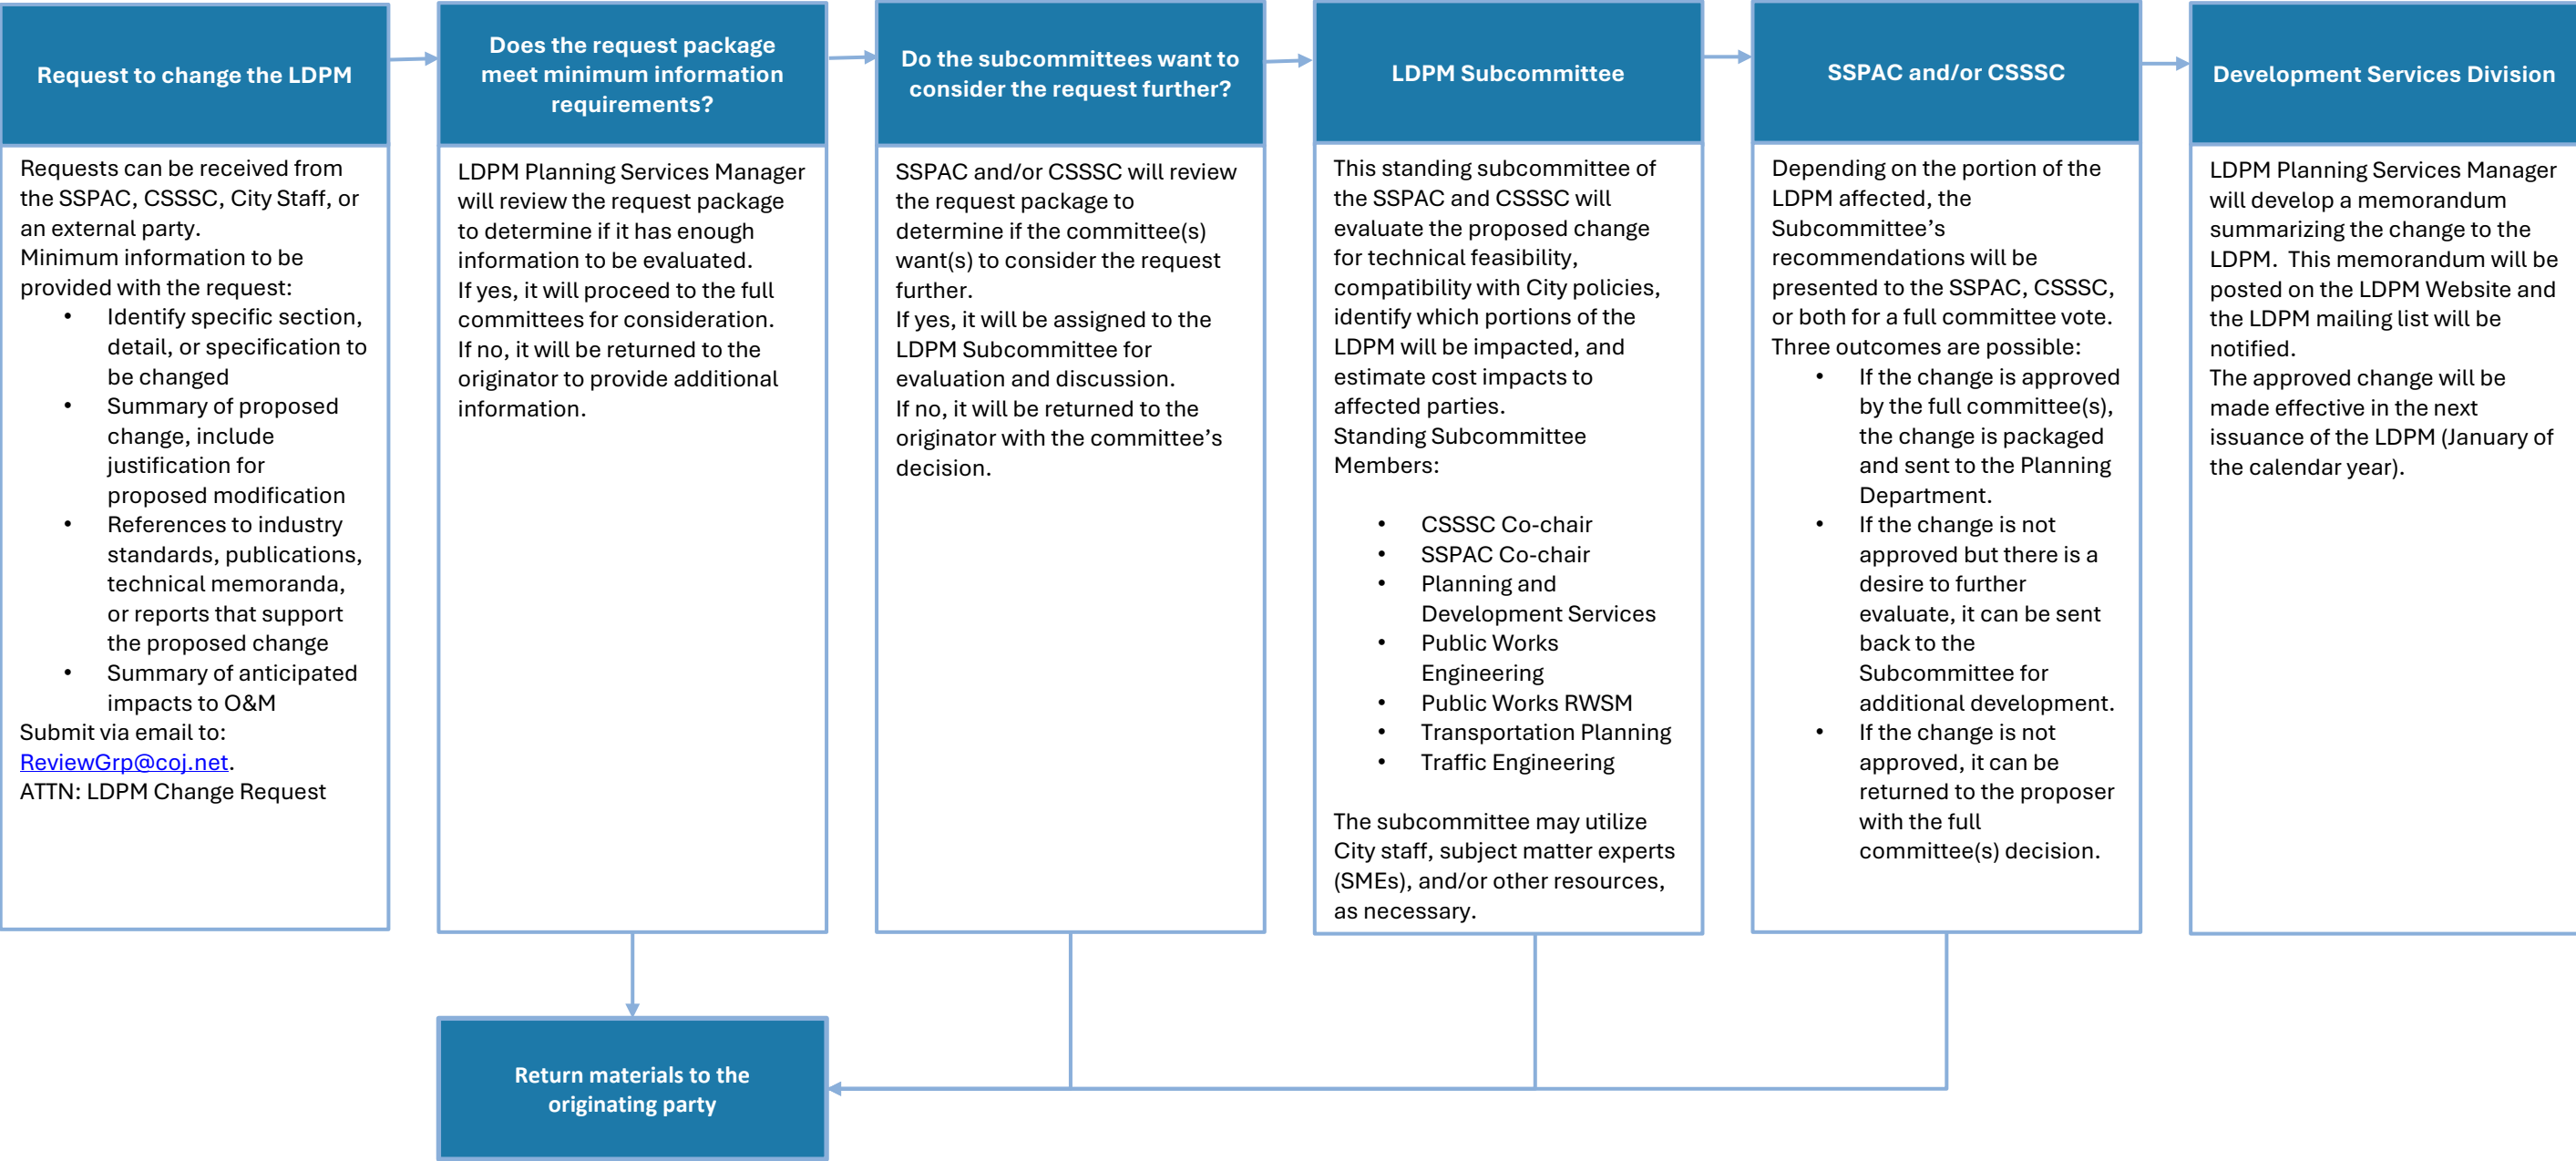 Request to change the LDPM
Requests can be received from
the SSPAC, CSSSC, City Staff, or
an external party.
Minimum information to be
provided with the request:
• Identify specific section,
detail, or specification to
be changed
• Summary of proposed
change, include
justification for
proposed modification
• References to industry
standards, publications,
technical memoranda,
or reports that support
the proposed change
• Summary of anticipated
impacts to O&M
Submit via email to:
ReviewGrp@coj.net.
ATTN: LDPM Change Request
Does the request package
meet minimum information
requirements?
LDPM Planning Services Manager
will review the request package
to determine if it has enough
information to be evaluated.
If yes, it will proceed to the full
committees for consideration.
If no, it will be returned to the
originator to provide additional
information.
Do the subcommittees want to
consider the request further?
SSPAC and/or CSSSC will review
the request package to
determine if the committee(s)
want(s) to consider the request
further.
If yes, it will be assigned to the
LDPM Subcommittee for
evaluation and discussion.
If no, it will be returned to the
originator with the committee’s
decision.
LDPM Subcommittee
This standing subcommittee of
the SSPAC and CSSSC will
evaluate the proposed change
for technical feasibility,
compatibility with City policies,
identify which portions of the
LDPM will be impacted, and
estimate cost impacts to
affected parties.
Standing Subcommittee
Members:
• CSSSC Co-chair
• SSPAC Co-chair
• Planning and
Development Services
• Public Works
Engineering
• Public Works RWSM
• Transportation Planning
• Traffic Engineering
The subcommittee may utilize
City staff, subject matter experts
(SMEs), and/or other resources,
as necessary.
SSPAC and/or CSSSC
Depending on the portion of the
LDPM affected, the
Subcommittee’s
recommendations will be
presented to the SSPAC, CSSSC,
or both for a full committee vote.
Three outcomes are possible:
• If the change is approved
by the full committee(s),
the change is packaged
and sent to the Planning
Department.
• If the change is not
approved but there is a
desire to further
evaluate, it can be sent
back to the
Subcommittee for
additional development.
• If the change is not
approved, it can be
returned to the proposer
with the full
committee(s) decision.
Development Services Division
LDPM Planning Services Manager
will develop a memorandum
summarizing the change to the
LDPM.  This memorandum will be
posted on the LDPM Website and
the LDPM mailing list will be
notified.
The approved change will be
made effective in the next
issuance of the LDPM (January of
the calendar year).
Return materials to the
originating party